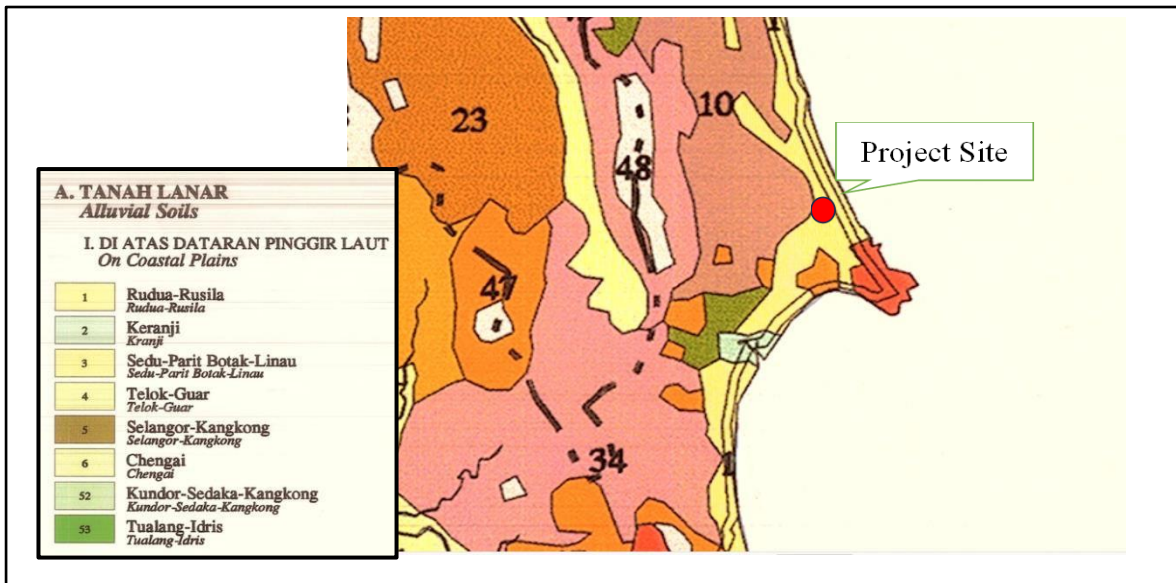 23
10
48
47
34
1
1
Project Site
A. TANAH LANAR
Alluvial Soils
I. DI ATAS DATARAN PINGGIR LAUT
On Coastal Plains
1 Rudua-Rusila
Rudua-Rusila
2 Keranji
Kranji
3 Sedu-Parit Botak-Linau
Sedu-Parit Botak-Linau
4 Telok-Guar
Telok-Guar
5 Selangor-Kangkong
Selangor-Kangkong
6 Chengai
Chengai
52 Kundor-Sedaka-Kangkong
Kundor-Sedaka-Kangkong
53 Tualang-Idris
Tualang-Idris